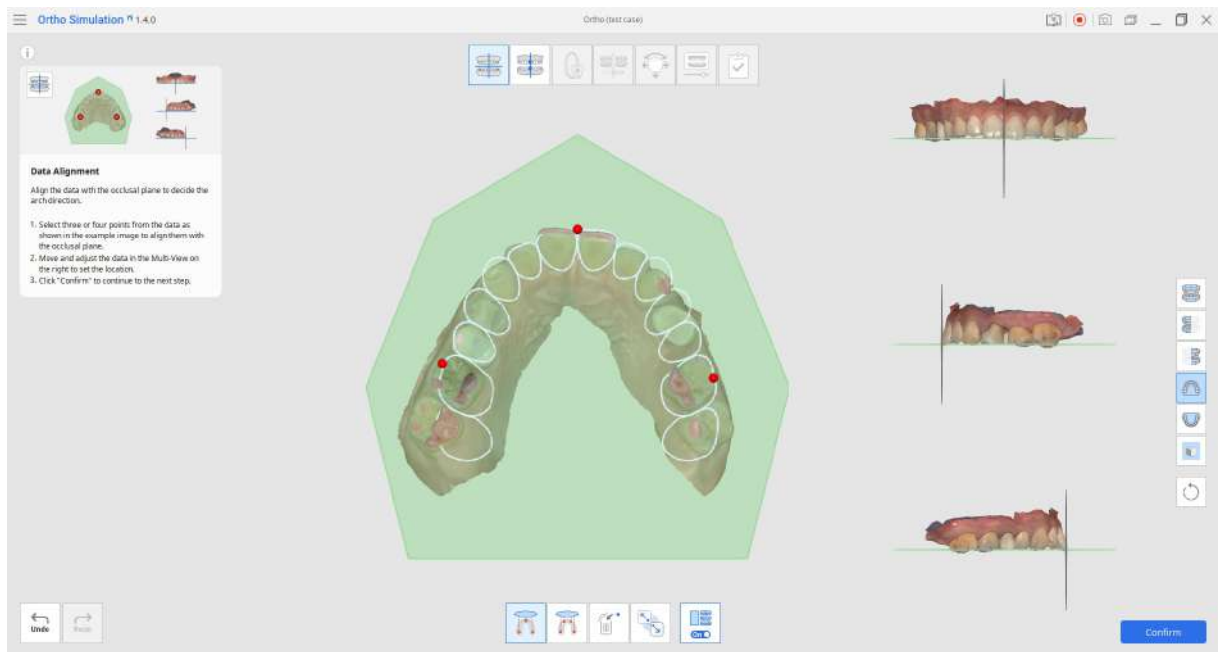 Ortho Simulation 1.4.0
Ortho (test case)
Data Alignment
Align the data with the occlusal plane to decide the
arch direction.
1. Select three or four points from the data as
shown in the example image to align them with
the occlusal plane.
2. Move and adjust the data in the Multi-View on
the right to set the location.
3. Click "Confirm" to continue to the next step.
Undo
Redo
On
Confirm